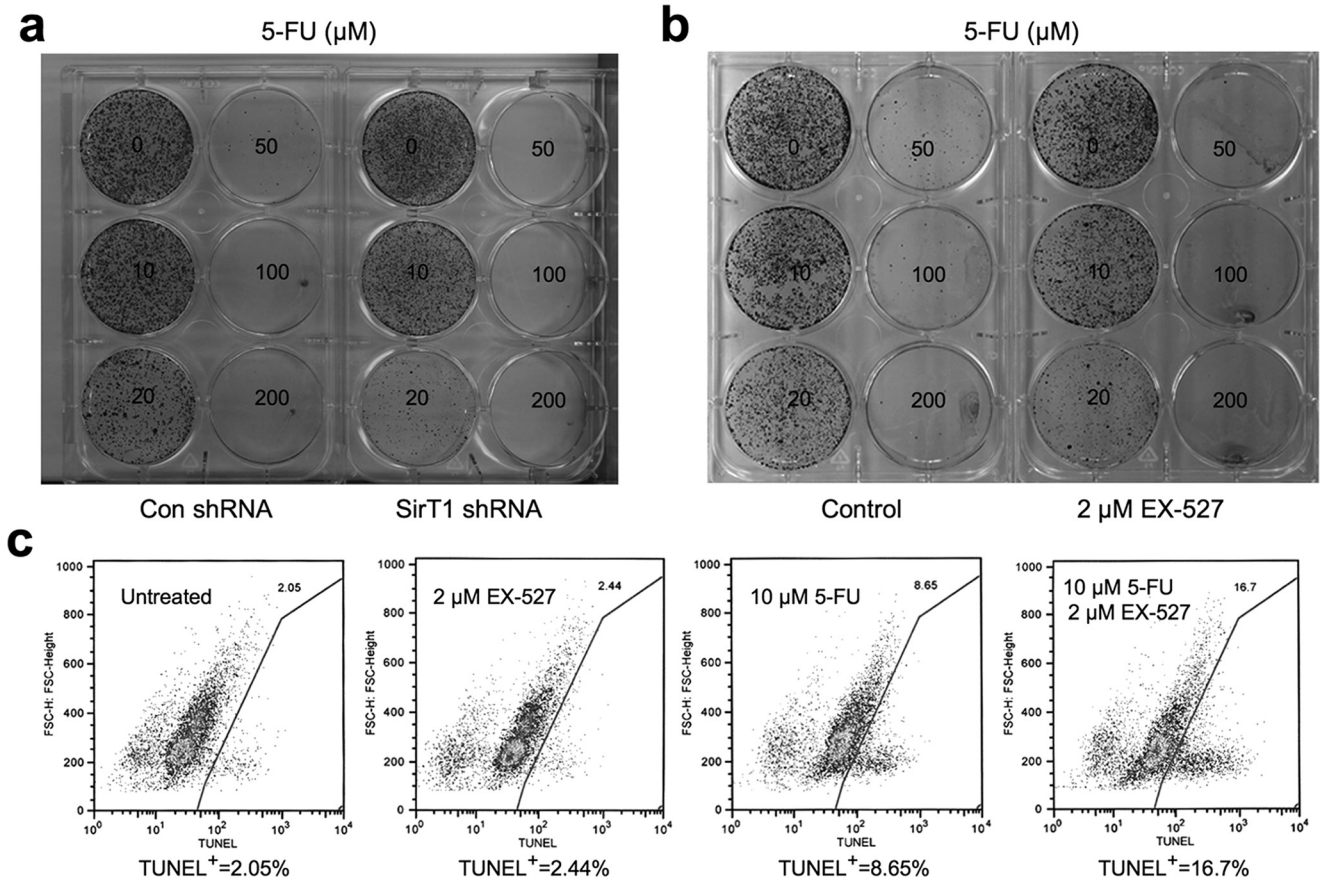 a
5-FU (µM)
0 50 0 50
10 100 10 100
20 200 20 200
Con shRNA SirT1 shRNA
b
5-FU (µM)
0 50 0 50
10 100 10 100
20 200 20 200
Control 2 µM EX-527
c
1000
800
600
400
200
0
FSC-H: FSC-Height
Untreated
2.05
10⁰ 10¹ 10² 10³ 10⁴
TUNEL
TUNEL⁺=2.05%
1000
800
600
400
200
0
FSC-H: FSC-Height
2 µM EX-527
2.44
10⁰ 10¹ 10² 10³ 10⁴
TUNEL
TUNEL⁺=2.44%
1000
800
600
400
200
0
FSC-H: FSC-Height
10 µM 5-FU
8.65
10⁰ 10¹ 10² 10³ 10⁴
TUNEL
TUNEL⁺=8.65%
1000
800
600
400
200
0
FSC-H: FSC-Height
10 µM 5-FU
2 µM EX-527
16.7
10⁰ 10¹ 10² 10³ 10⁴
TUNEL
TUNEL⁺=16.7%